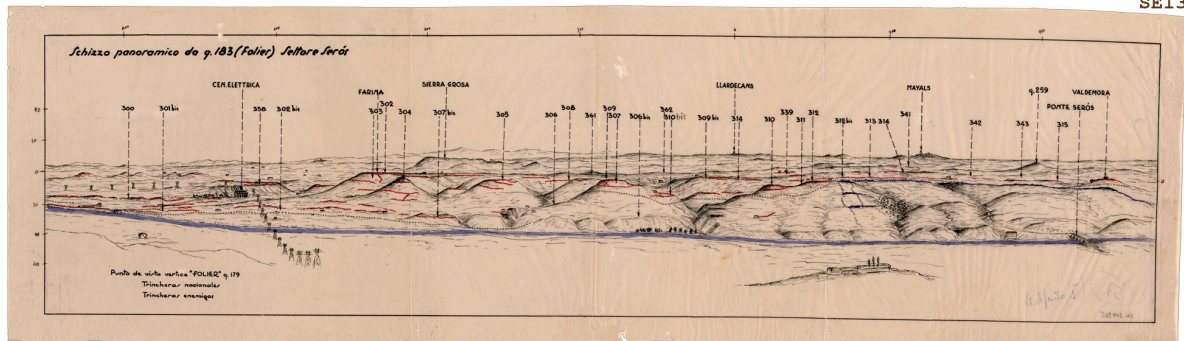 SE13
Schizzo panoramico da q.183 (Folier) Settore Serós
CEN.ELETTRICA
FARINA
SIERRA GROSA
LLARDECANS
MAYALS
q.259
VALDEMORA
PONTE SERÓS
300
301 bis
338
302 bis
303
302
304
307 bis
305
306
308
341
309
307
306 bis
362
310 bis
309 bis
314
310
339
311
312
312 bis
313
314
341
342
343
315
Punto de vista vertice "FOLIER" q.179
Trincheras nacionales
Trincheras enemigas